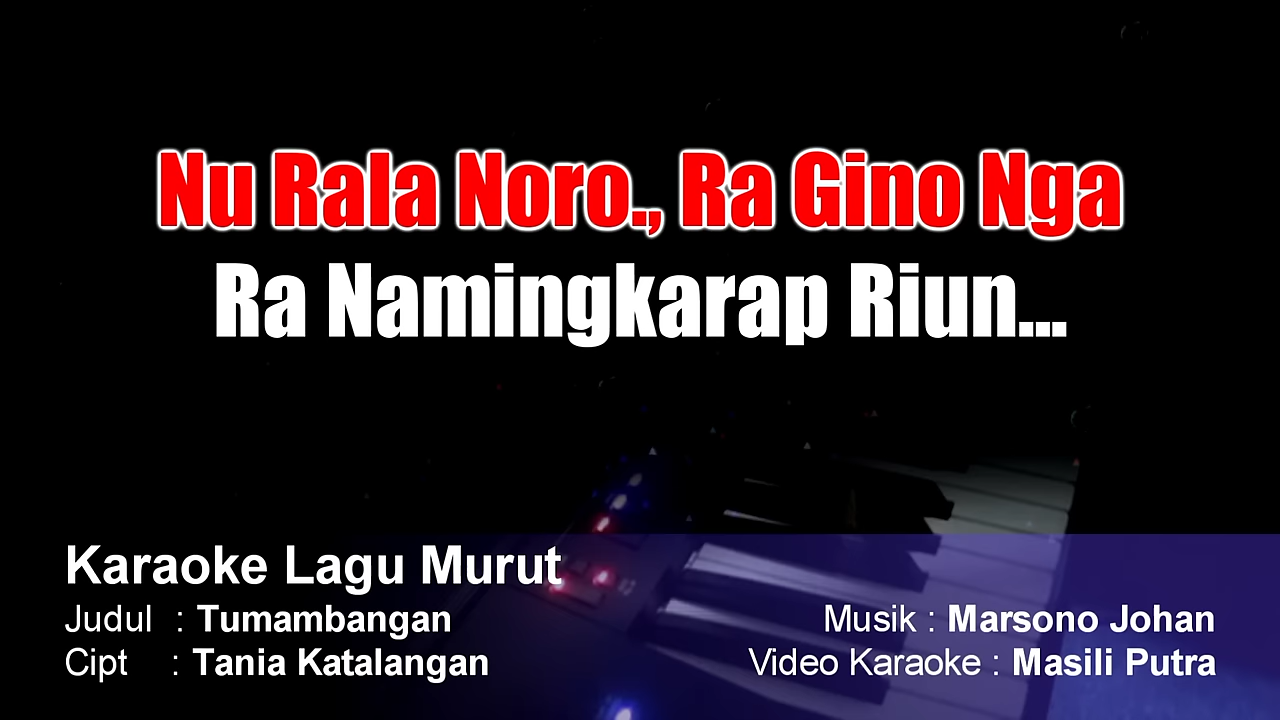 Nu Rala Noro., Ra Gino Nga
Ra Namingkarap Riun...
Karaoke Lagu Murut
Judul : Tumambangan
Cipt : Tania Katalangan
Musik : Marsono Johan
Video Karaoke : Masili Putra